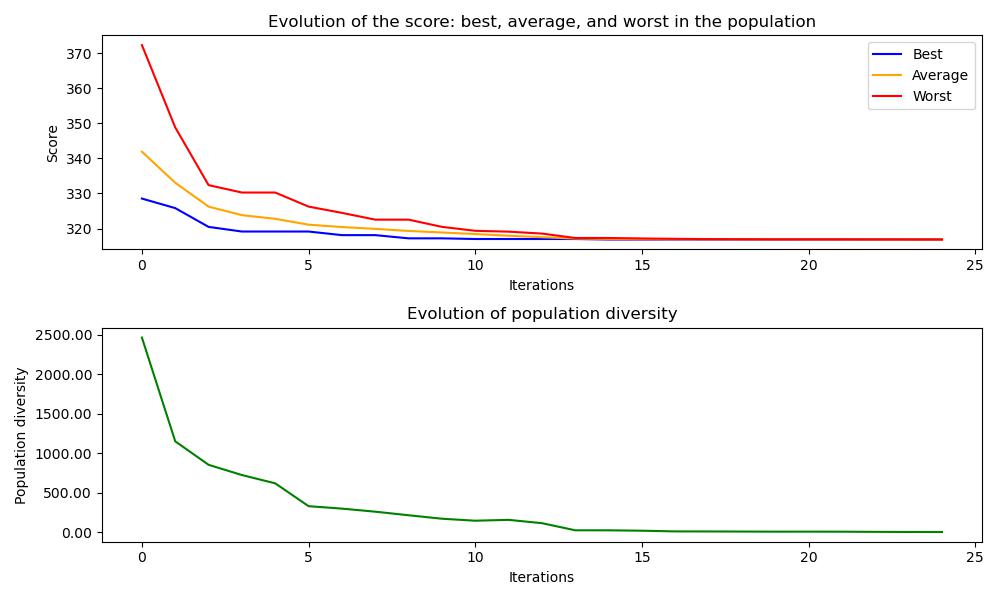 Evolution of the score: best, average, and worst in the population
370
360
350
340
330
320
Score
Best
Average
Worst
0 5 10 15 20 25
Iterations
Evolution of population diversity
2500.00
2000.00
1500.00
1000.00
500.00
0.00
Population diversity
0 5 10 15 20 25
Iterations